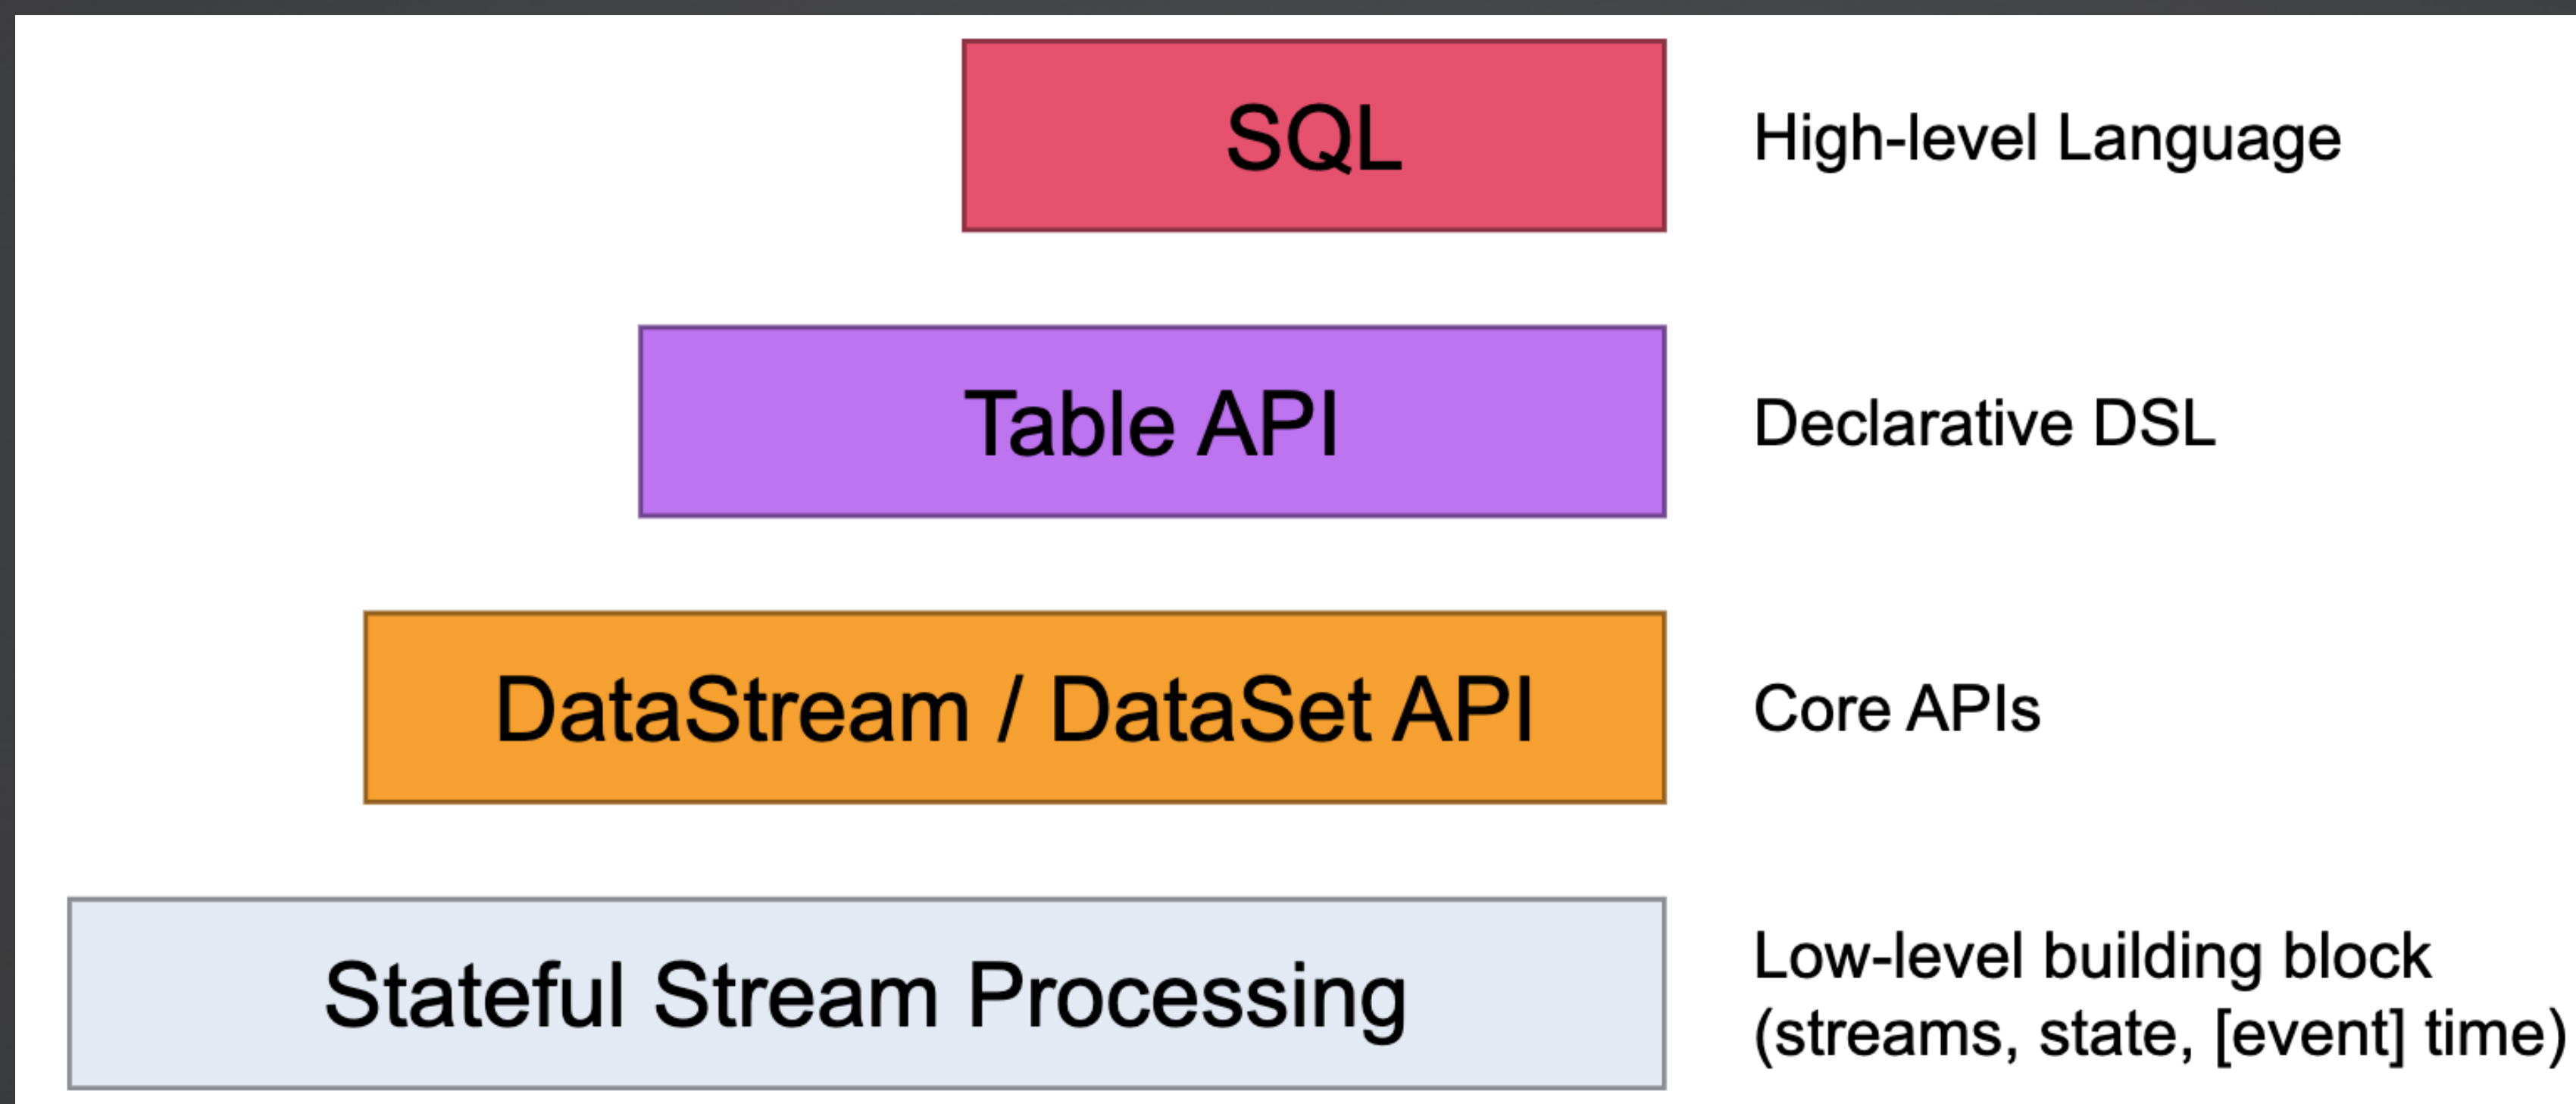 SQL
High-level Language
Table API
Declarative DSL
DataStream / DataSet API
Core APIs
Stateful Stream Processing
Low-level building block
(streams, state, [event] time)